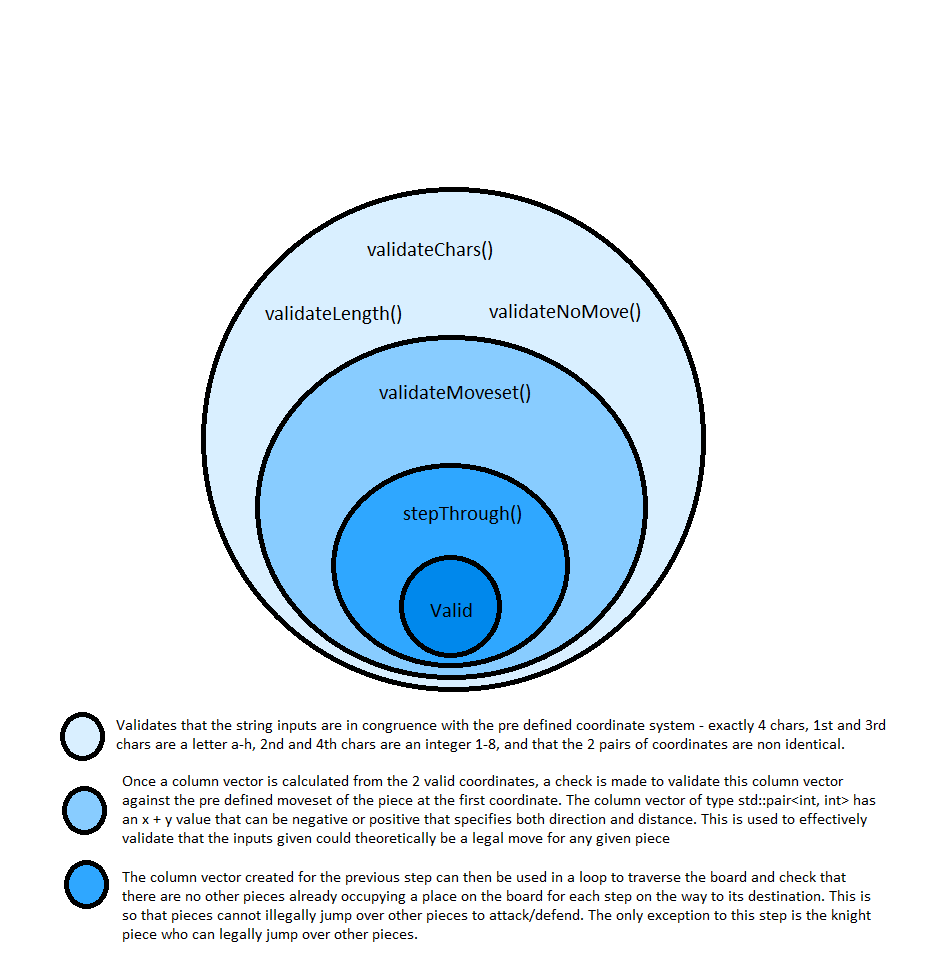 validateChars()
validateLength()
validateNoMove()
validateMoveset()
stepThrough()
Valid
Validates that the string inputs are in congruence with the pre defined coordinate system - exactly 4 chars, 1st and 3rd
chars are a letter a-h, 2nd and 4th chars are an integer 1-8, and that the 2 pairs of coordinates are non identical.
Once a column vector is calculated from the 2 valid coordinates, a check is made to validate this column vector
against the pre defined moveset of the piece at the first coordinate. The column vector of type std::pair<int, int> has
an x + y value that can be negative or positive that specifies both direction and distance. This is used to effectively
validate that the inputs given could theoretically be a legal move for any given piece
The column vector created for the previous step can then be used in a loop to traverse the board and check that
there are no other pieces already occupying a place on the board for each step on the way to its destination. This is
so that pieces cannot illegally jump over other pieces to attack/defend. The only exception to this step is the knight
piece who can legally jump over other pieces.